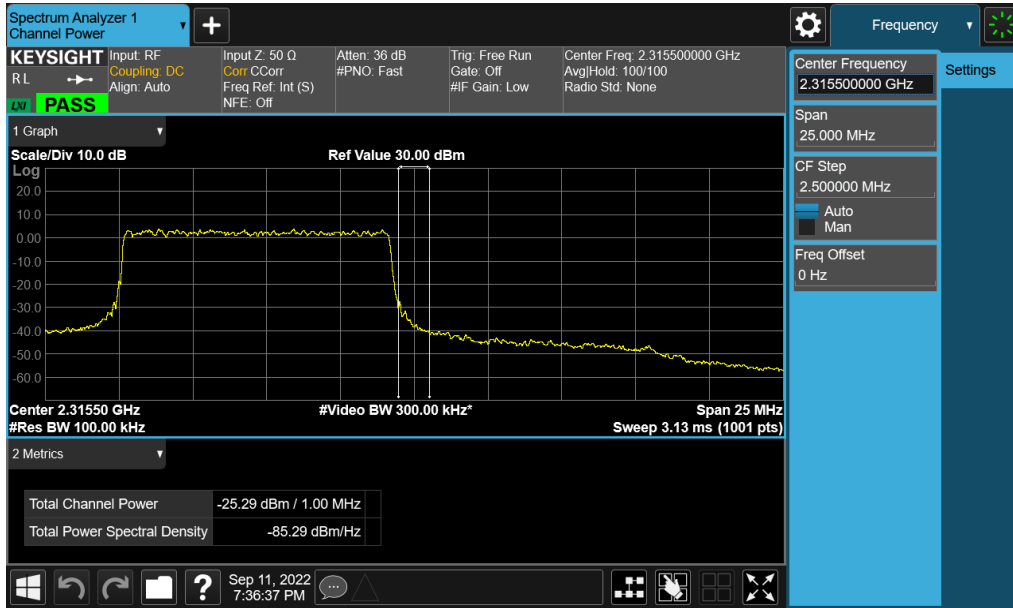 Spectrum Analyzer 1
Channel Power
+
Frequency
KEYSIGHT
R L
LXI
PASS
Input: RF
Coupling: DC
Align: Auto
Input Z: 50 Ω
Corr CCorr
Freq Ref: Int (S)
NFE: Off
Atten: 36 dB
#PNO: Fast
Trig: Free Run
Gate: Off
#IF Gain: Low
Center Freq: 2.315500000 GHz
Avg|Hold: 100/100
Radio Std: None
Center Frequency
2.315500000 GHz
Settings
Span
25.000 MHz
CF Step
2.500000 MHz
Auto
Man
Freq Offset
0 Hz
1 Graph
Scale/Div 10.0 dB
Ref Value 30.00 dBm
Log
20.0
10.0
0.00
-10.0
-20.0
-30.0
-40.0
-50.0
-60.0
Center 2.31550 GHz
#Video BW 300.00 kHz*
Span 25 MHz
#Res BW 100.00 kHz
Sweep 3.13 ms (1001 pts)
2 Metrics
Total Channel Power -25.29 dBm / 1.00 MHz
Total Power Spectral Density -85.29 dBm/Hz
?
Sep 11, 2022
7:36:37 PM